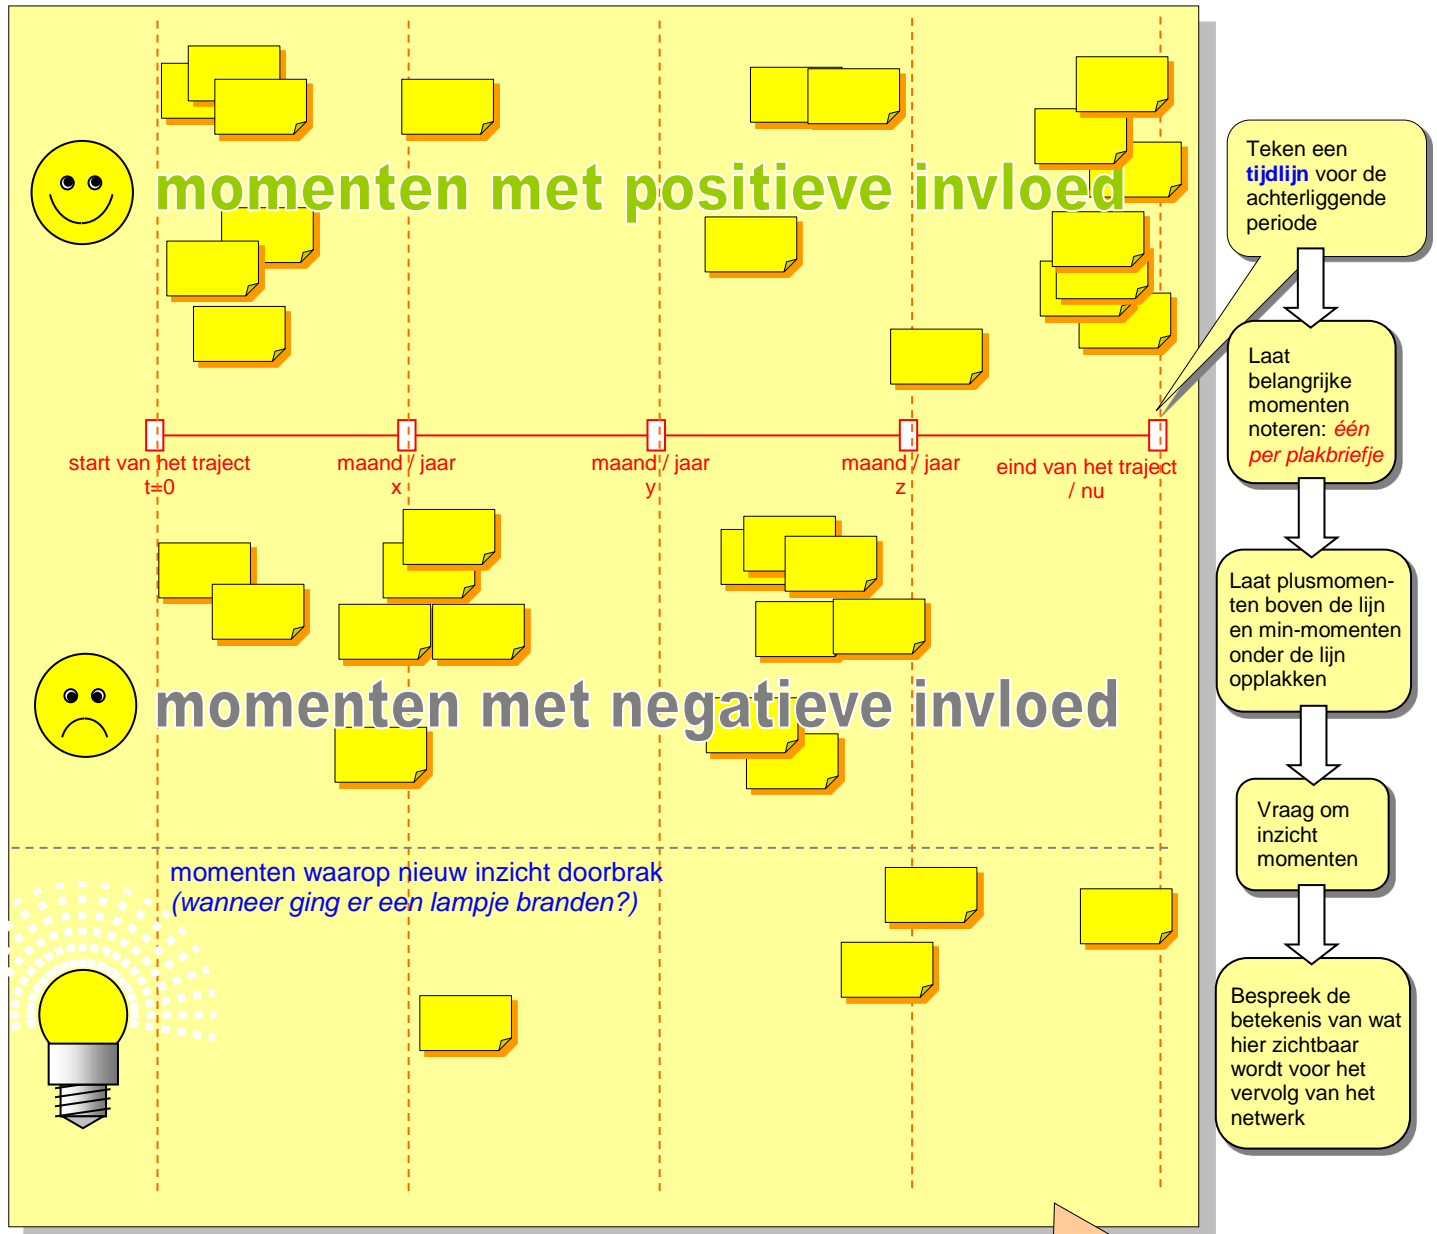 momenten met positieve invloed
start van het traject
t=0
maand / jaar
x
maand / jaar
y
maand / jaar
z
eind van het traject
/ nu
momenten met negatieve invloed
momenten waarop nieuw inzicht doorbrak
(wanneer ging er een lampje branden?)
Teken een
tijdlijn voor de
achterliggende
periode
Laat
belangrijke
momenten
noteren: één
per plakbriefje
Laat plusmomen-
ten boven de lijn
en min-momenten
onder de lijn
opplakken
Vraag om
inzicht
momenten
Bespreek de
betekenis van wat
hier zichtbaar
wordt voor het
vervolg van het
netwerk